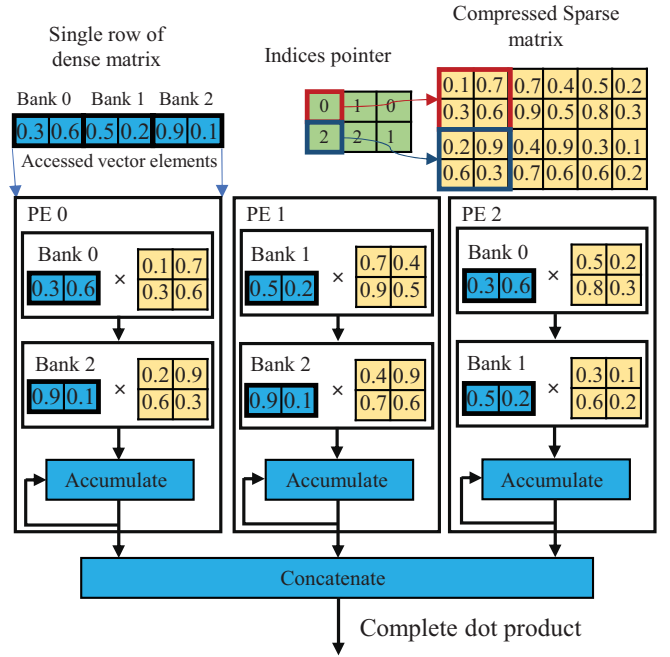 Single row of
dense matrix
Bank 0 Bank 1 Bank 2
0.3 0.6 0.5 0.2 0.9 0.1
Accessed vector elements
Indices pointer
0 1 0
2 2 1
Compressed Sparse
matrix
0.1 0.7 0.7 0.4 0.5 0.2
0.3 0.6 0.9 0.5 0.8 0.3
0.2 0.9 0.4 0.9 0.3 0.1
0.6 0.3 0.7 0.6 0.6 0.2
PE 0
Bank 0
0.3 0.6 × 0.1 0.7
0.3 0.6
Bank 2
0.9 0.1 × 0.2 0.9
0.6 0.3
Accumulate
PE 1
Bank 1
0.5 0.2 × 0.7 0.4
0.9 0.5
Bank 2
0.9 0.1 × 0.4 0.9
0.7 0.6
Accumulate
PE 2
Bank 0
0.3 0.6 × 0.5 0.2
0.8 0.3
Bank 1
0.5 0.2 × 0.3 0.1
0.6 0.2
Accumulate
Concatenate
Complete dot product